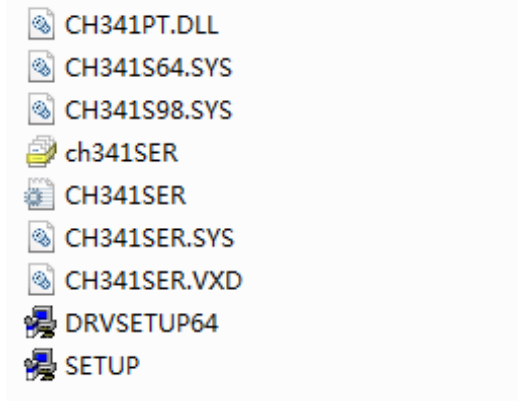 CH341PT.DLL
CH341S64.SYS
CH341S98.SYS
ch341SER
CH341SER
CH341SER.SYS
CH341SER.VXD
DRVSETUP64
SETUP